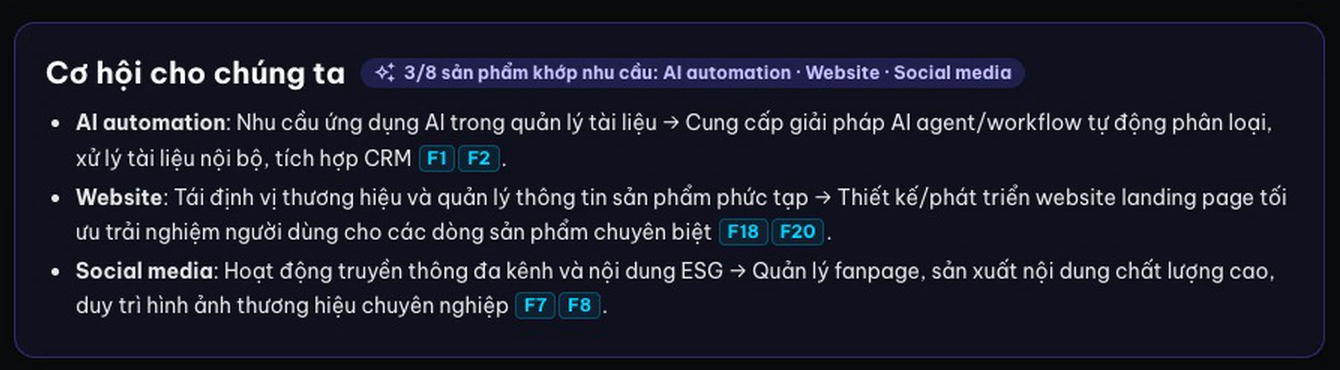 Cơ hội cho chúng ta 3/8 sản phẩm khớp nhu cầu: AI automation · Website · Social media
• AI automation: Nhu cầu ứng dụng AI trong quản lý tài liệu → Cung cấp giải pháp AI agent/workflow tự động phân loại,
xử lý tài liệu nội bộ, tích hợp CRM F1 F2.
• Website: Tái định vị thương hiệu và quản lý thông tin sản phẩm phức tạp → Thiết kế/phát triển website landing page tối
ưu trải nghiệm người dùng cho các dòng sản phẩm chuyên biệt F18 F20.
• Social media: Hoạt động truyền thông đa kênh và nội dung ESG → Quản lý fanpage, sản xuất nội dung chất lượng cao,
duy trì hình ảnh thương hiệu chuyên nghiệp F7 F8.